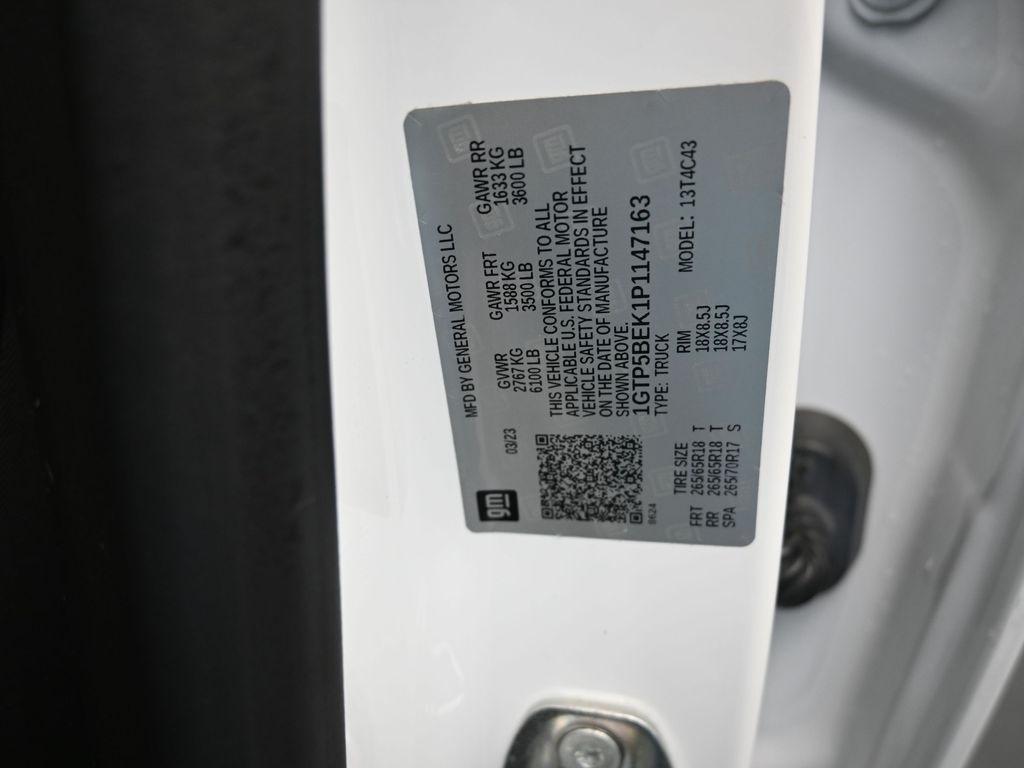 gm
MFD BY GENERAL MOTORS LLC
03/23
GVWR GAWR FRT GAWR RR
2767 KG 1588 KG 1633 KG
6100 LB 3500 LB 3600 LB
THIS VEHICLE CONFORMS TO ALL
APPLICABLE U.S. FEDERAL MOTOR
VEHICLE SAFETY STANDARDS IN EFFECT
ON THE DATE OF MANUFACTURE
SHOWN ABOVE.
1GTP5BEK1P1147163
8624
TYPE: TRUCK MODEL: 13T4C43
TIRE SIZE RIM
FRT 265/65R18 T 18X8.5J
RR 265/65R18 T 18X8.5J
SPA 265/70R17 S 17X8J